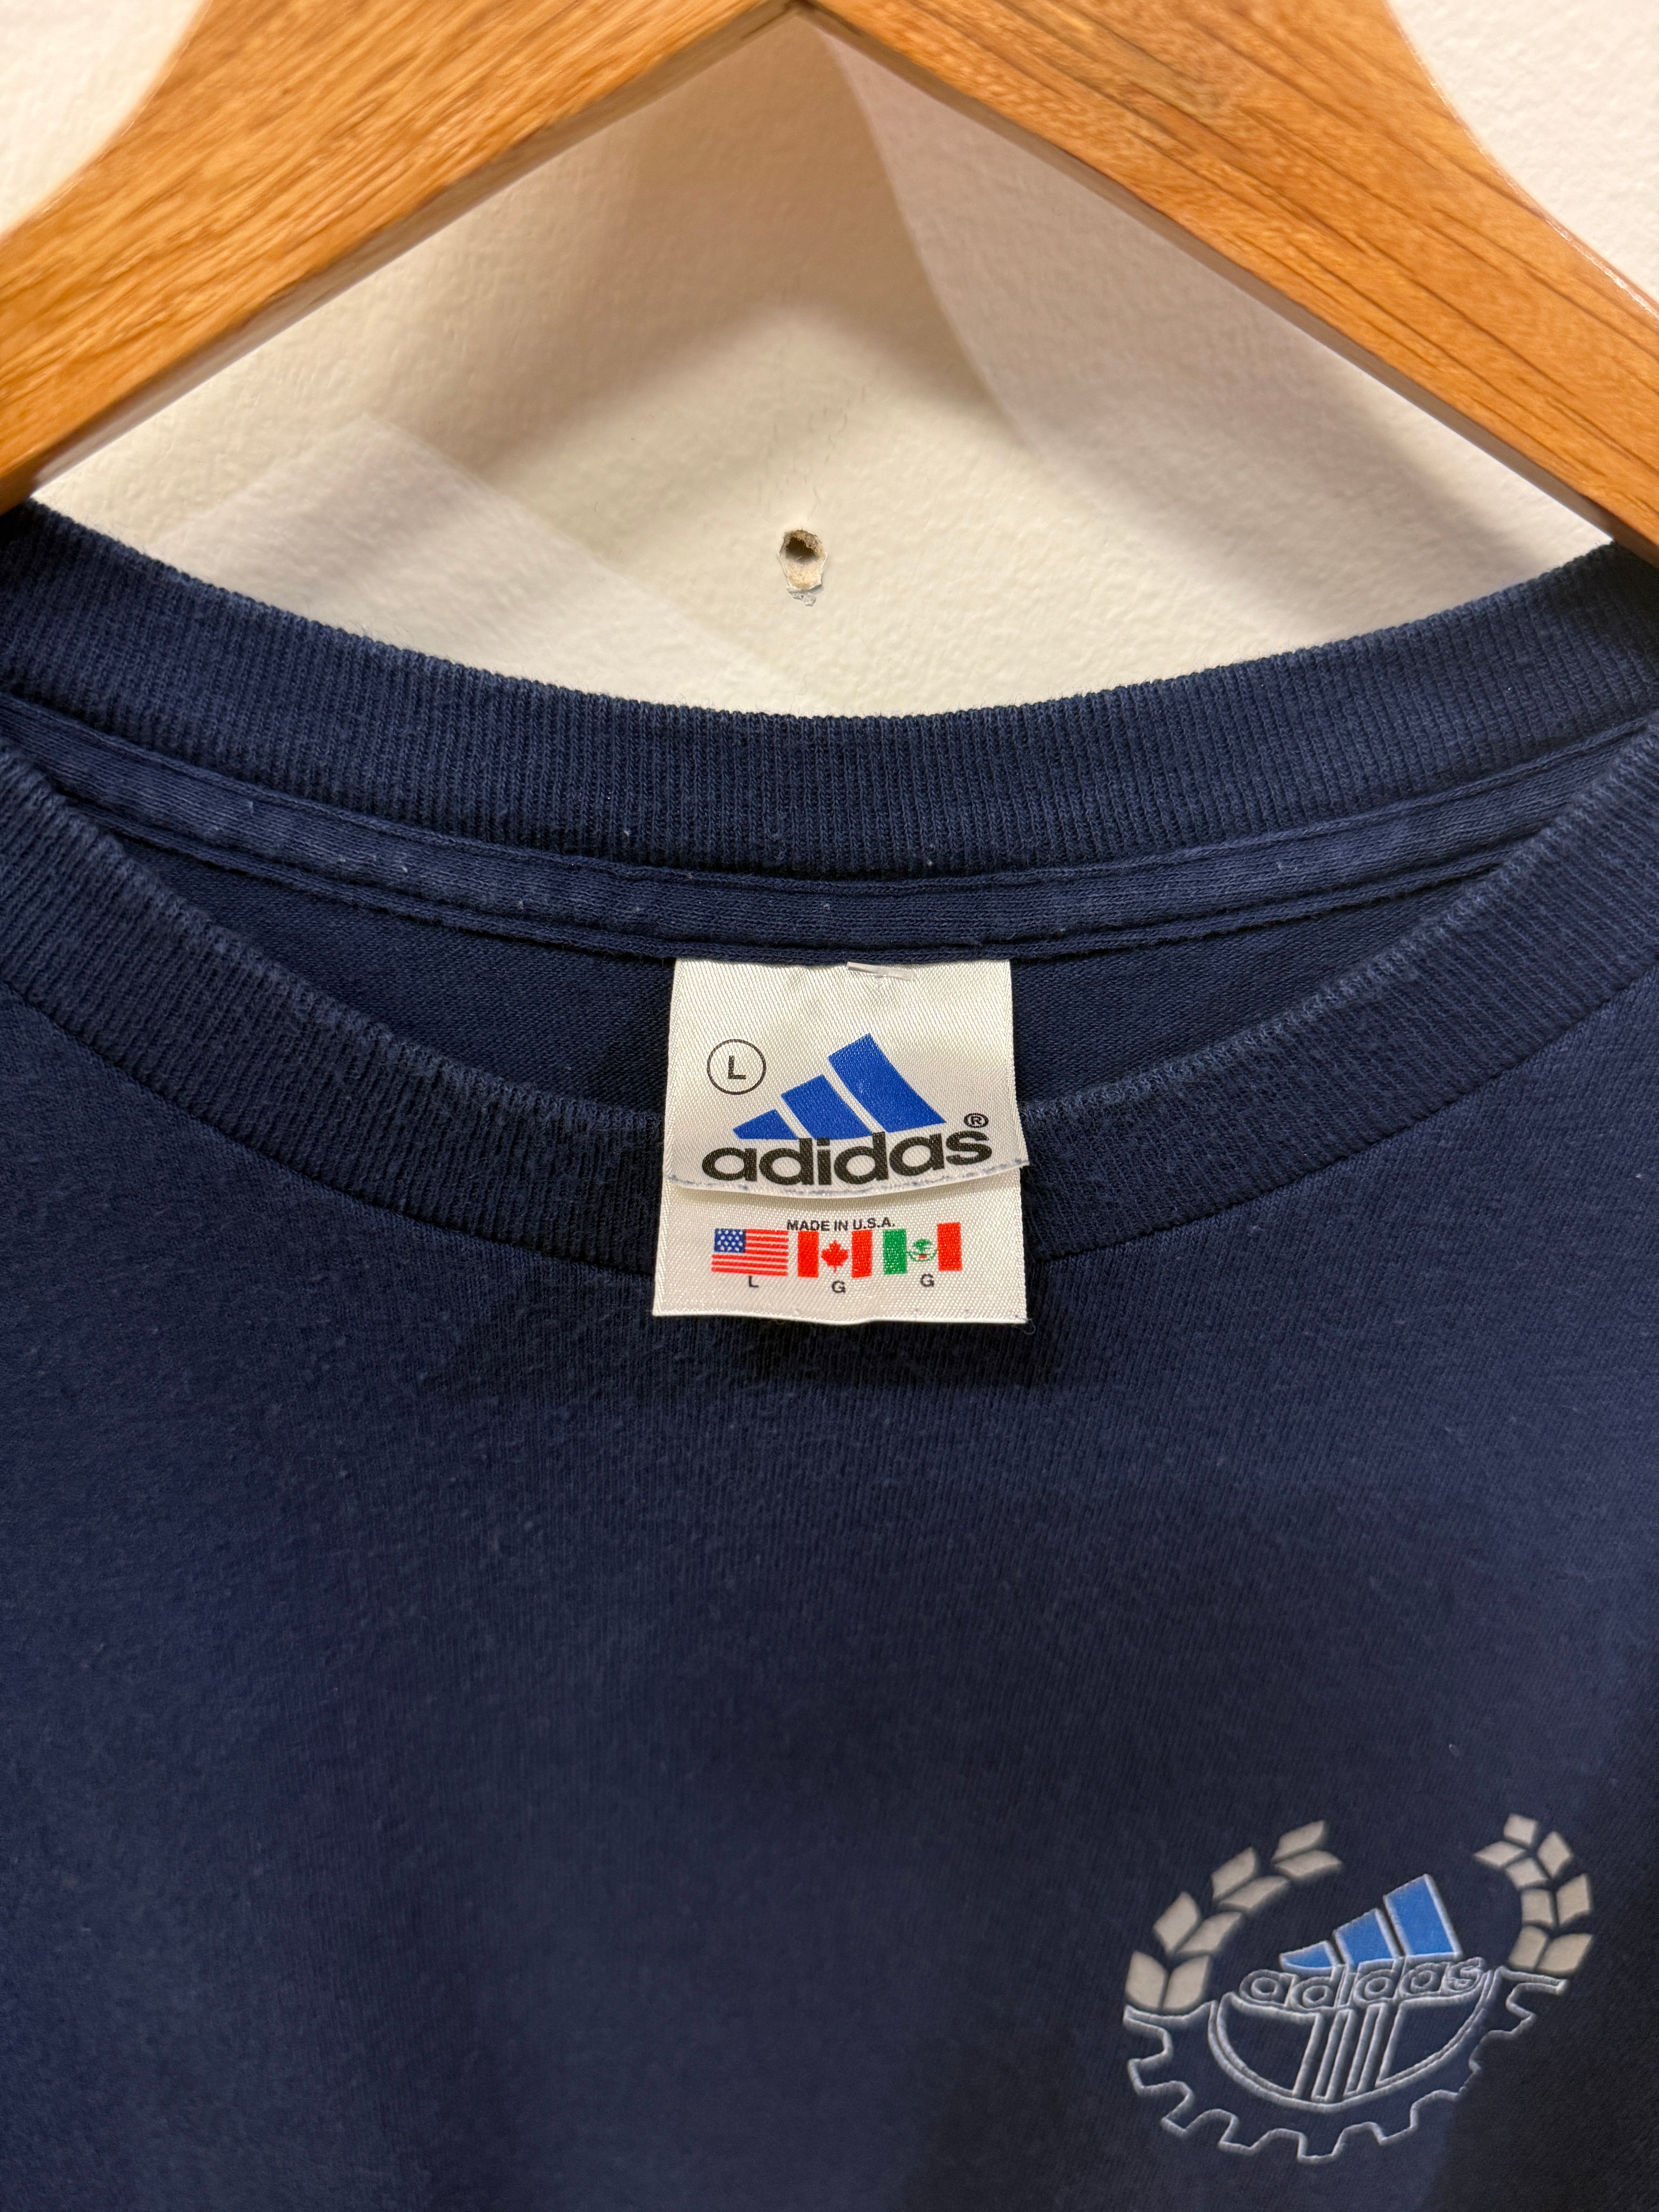 L
adidas®
MADE IN U.S.A.
L G G
adidas